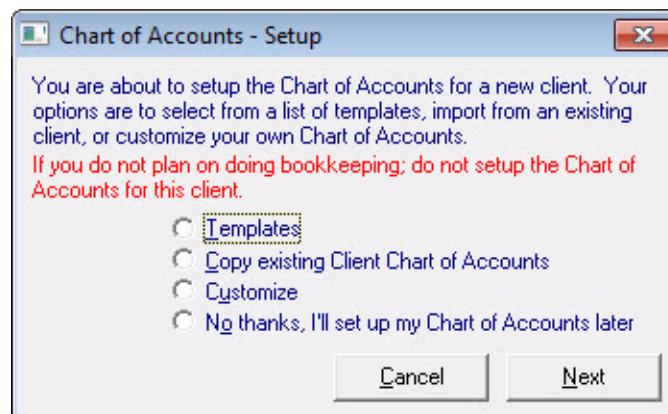 Chart of Accounts - Setup
You are about to setup the Chart of Accounts for a new client. Your
options are to select from a list of templates, import from an existing
client, or customize your own Chart of Accounts.
If you do not plan on doing bookkeeping; do not setup the Chart of
Accounts for this client.
Templates
Copy existing Client Chart of Accounts
Customize
No thanks, I'll set up my Chart of Accounts later
Cancel Next